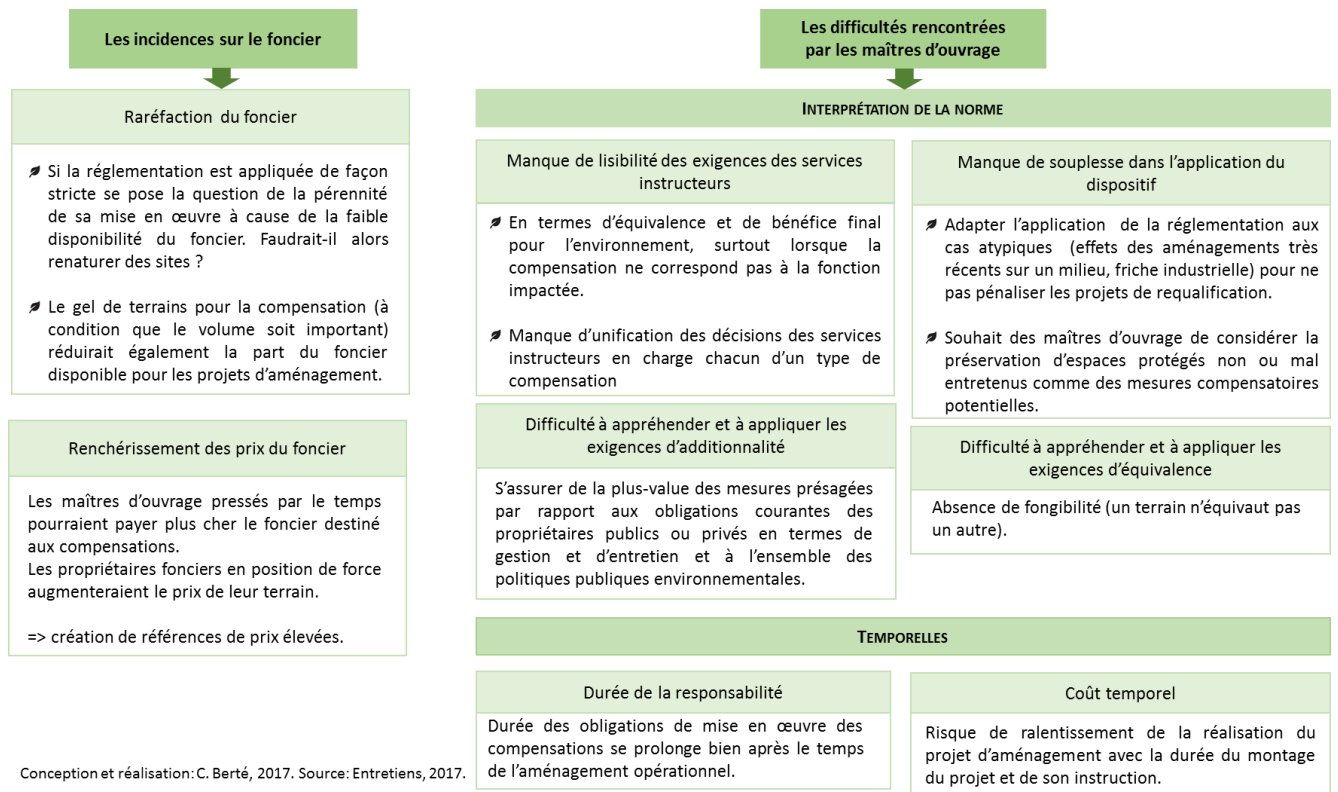 Les incidences sur le foncier
Raréfaction du foncier
Si la réglementation est appliquée de façon
stricte se pose la question de la pérennité
de sa mise en œuvre à cause de la faible
disponibilité du foncier. Faudrait-il alors
renaturer des sites ?
Le gel de terrains pour la compensation (à
condition que le volume soit important)
réduirait également la part du foncier
disponible pour les projets d'aménagement.
Renchérissement des prix du foncier
Les maîtres d'ouvrage pressés par le temps
pourraient payer plus cher le foncier destiné
aux compensations.
Les propriétaires fonciers en position de force
augmenteraient le prix de leur terrain.
=> création de références de prix élevées.
Les difficultés rencontrées
par les maîtres d'ouvrage
INTERPRÉTATION DE LA NORME
Manque de lisibilité des exigences des services
instructeurs
En termes d'équivalence et de bénéfice final
pour l'environnement, surtout lorsque la
compensation ne correspond pas à la fonction
impactée.
Manque d'unification des décisions des services
instructeurs en charge chacun d'un type de
compensation
Manque de souplesse dans l'application du
dispositif
Adapter l'application de la réglementation aux
cas atypiques (effets des aménagements très
récents sur un milieu, friche industrielle) pour ne
pas pénaliser les projets de requalification.
Souhait des maîtres d'ouvrage de considérer la
préservation d'espaces protégés non ou mal
entretenus comme des mesures compensatoires
potentielles.
Difficulté à appréhender et à appliquer les
exigences d'additionnalité
S'assurer de la plus-value des mesures présagées
par rapport aux obligations courantes des
propriétaires publics ou privés en termes de
gestion et d'entretien et à l'ensemble des
politiques publiques environnementales.
Difficulté à appréhender et à appliquer les
exigences d'équivalence
Absence de fongibilité (un terrain n'équivaut pas
un autre).
TEMPORELLES
Durée de la responsabilité
Durée des obligations de mise en œuvre des
compensations se prolonge bien après le temps
de l'aménagement opérationnel.
Coût temporel
Risque de ralentissement de la réalisation du
projet d'aménagement avec la durée du montage
du projet et de son instruction.
Conception et réalisation: C. Berté, 2017. Source: Entretiens, 2017.